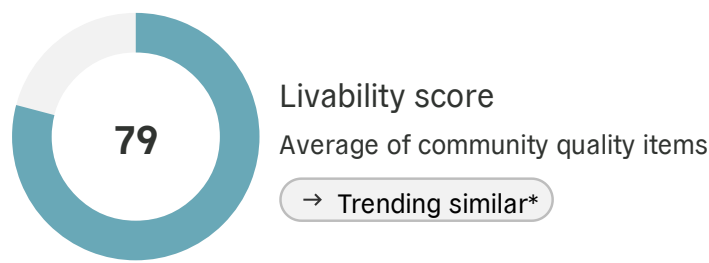 79
Livability score
Average of community quality items
→ Trending similar*